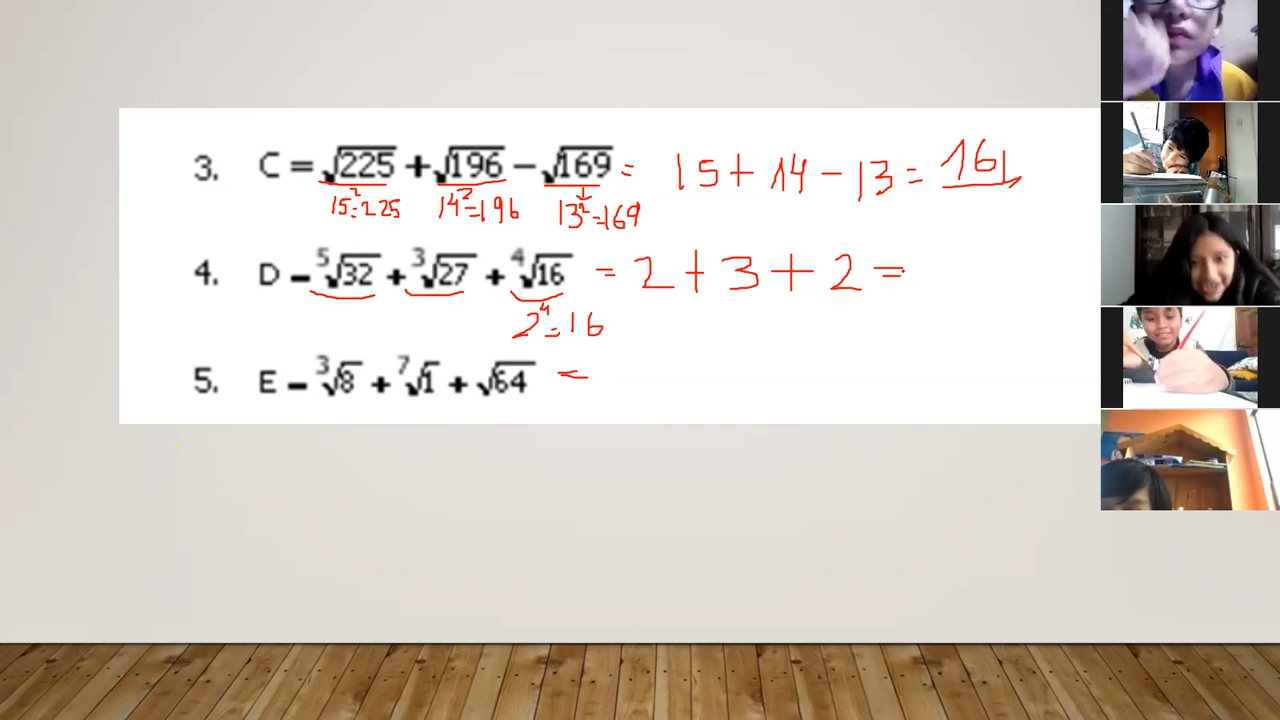 3. C = √225 + √196 − √169 = 15 + 14 − 13 = 16
15² = 225 14² = 196 13² = 169
4. D = ⁵√32 + ³√27 + ⁴√16 = 2 + 3 + 2 =
2⁴ = 16
5. E = ³√8 + ⁷√1 + √64 =